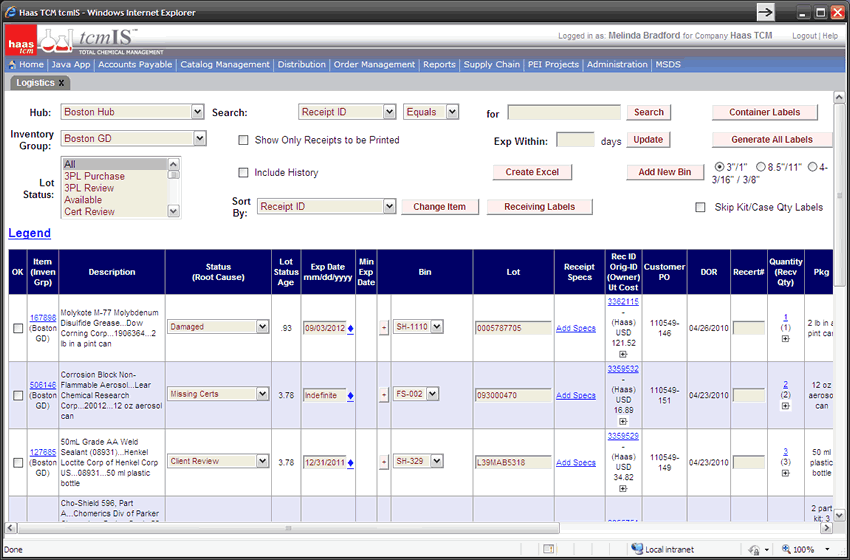 Haas TCM tcmIS - Windows Internet Explorer
haas tcm
tcmIS™
TOTAL CHEMICAL MANAGEMENT
Logged in as: Melinda Bradford for Company Haas TCM
Logout | Help
Home | Java App | Accounts Payable | Catalog Management | Distribution | Order Management | Reports | Supply Chain | PEI Projects | Administration | MSDS
Logistics X
Hub: Boston Hub Search: Receipt ID Equals for Search Container Labels
Inventory Group: Boston GD Show Only Receipts to be Printed Exp Within: days Update Generate All Labels
Lot Status:
All
3PL Purchase
3PL Review
Available
Cert Review
Include History Create Excel Add New Bin 3"/1" 8.5"/11" 4-3/16" / 3/8"
Sort By: Receipt ID Change Item Receiving Labels Skip Kit/Case Qty Labels
Legend
OK
Item (Inven Grp)
Description
Status (Root Cause)
Lot Status Age
Exp Date mm/dd/yyyy
Min Exp Date
Bin
Lot
Receipt Specs
Rec ID Orig-ID (Owner) Ut Cost
Customer PO
DOR
Recert#
Quantity (Recv Qty)
Pkg
167898 (Boston GD)
Molykote M-77 Molybdenum
Disulfide Grease...Dow
Corning Corp...1906364...2
lb in a pint can
Damaged
.93
09/03/2012
+
SH-1110
0005787705
Add Specs
3362115
-
(Haas)
USD
121.52
110549-146
04/26/2010
1
(1)
2 lb in a
pint can
506146 (Boston GD)
Corrosion Block Non-
Flammable Aerosol...Lear
Chemical Research
Corp...20012...12 oz aerosol
can
Missing Certs
3.78
Indefinite
+
FS-002
093000470
Add Specs
3359532
-
(Haas)
USD
16.89
110549-151
04/23/2010
2
(2)
12 oz
aerosol
can
127685 (Boston GD)
50mL Grade AA Weld
Sealant (08931)...Henkel
Loctite Corp of Henkel Corp
US...08931...50 ml plastic
bottle
Client Review
3.78
12/31/2011
+
SH-329
L39MAB5318
Add Specs
3359529
-
(Haas)
USD
34.82
110549-149
04/23/2010
3
(3)
50 ml
plastic
bottle
Cho-Shield 596, Part
A...Chomerics Div of Parker
2 part
kit: 3
Done
Local intranet
100%